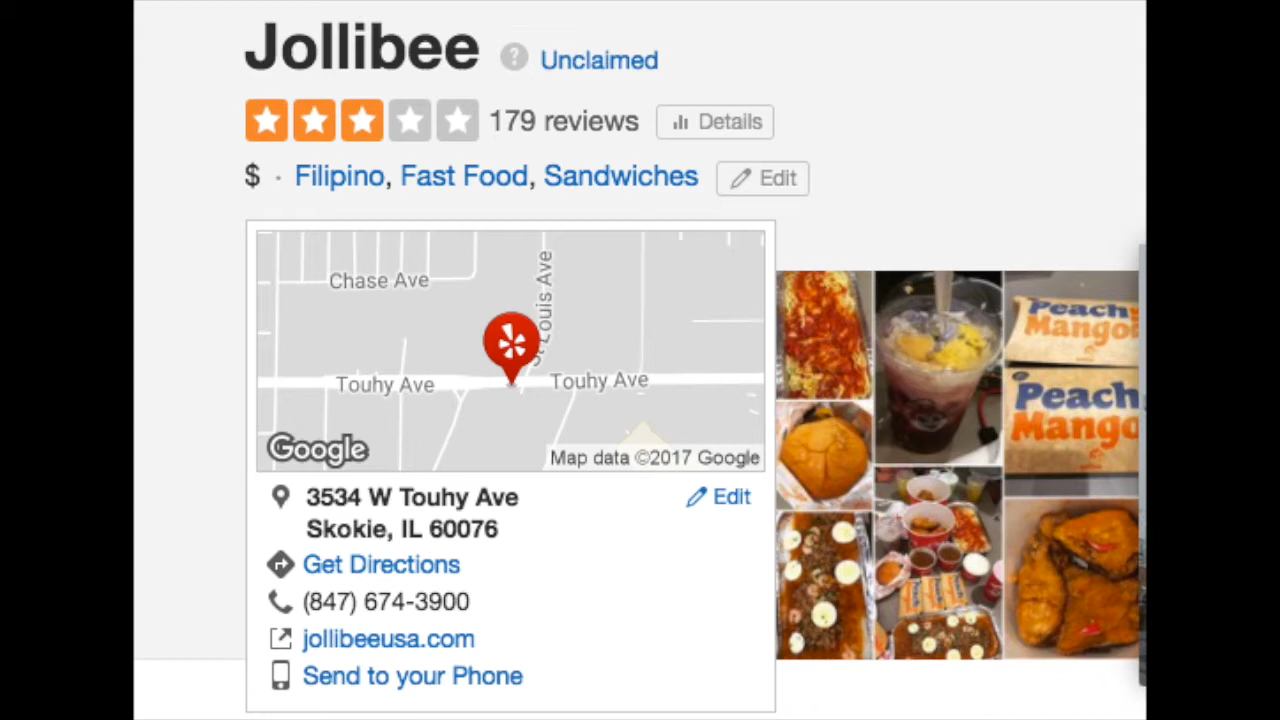 Jollibee ? Unclaimed
179 reviews Details
$ · Filipino, Fast Food, Sandwiches Edit
Chase Ave
St Louis Ave
Touhy Ave Touhy Ave
Google Map data ©2017 Google
3534 W Touhy Ave Edit
Skokie, IL 60076
Get Directions
(847) 674-3900
jollibeeusa.com
Send to your Phone
Peach
Mango
Peach
Mango